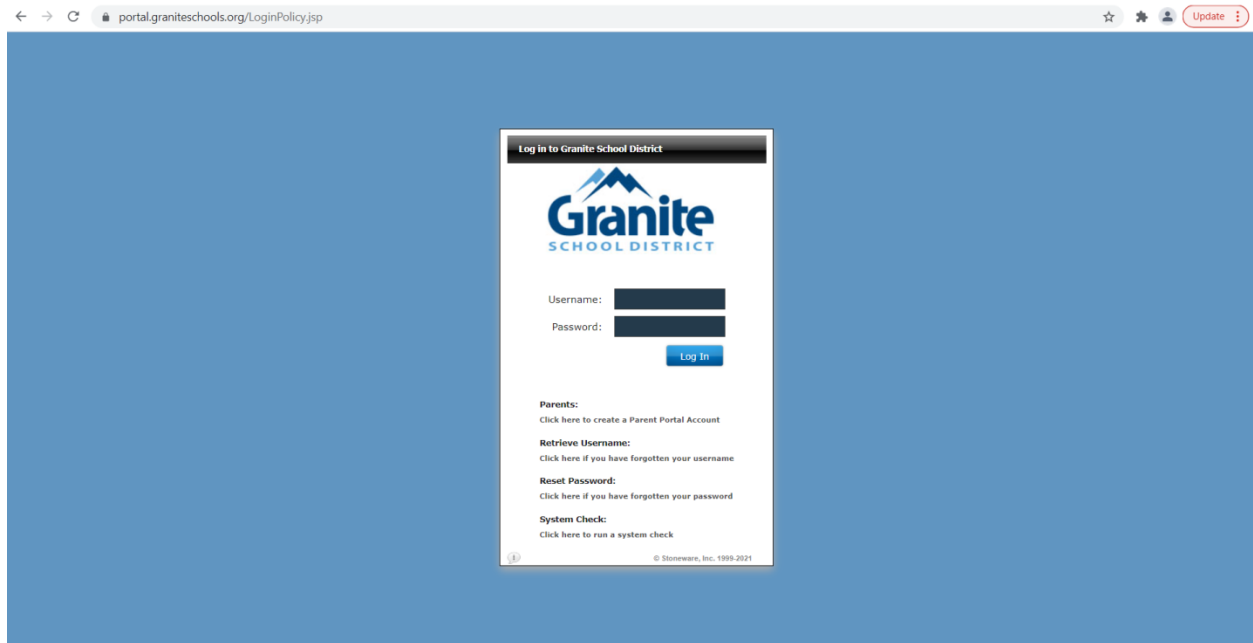 portal.graniteschools.org/LoginPolicy.jsp
Update
Log in to Granite School District
Granite
SCHOOL DISTRICT
Username:
Password:
Log In
Parents:
Click here to create a Parent Portal Account
Retrieve Username:
Click here if you have forgotten your username
Reset Password:
Click here if you have forgotten your password
System Check:
Click here to run a system check
© Stoneware, Inc. 1999-2021